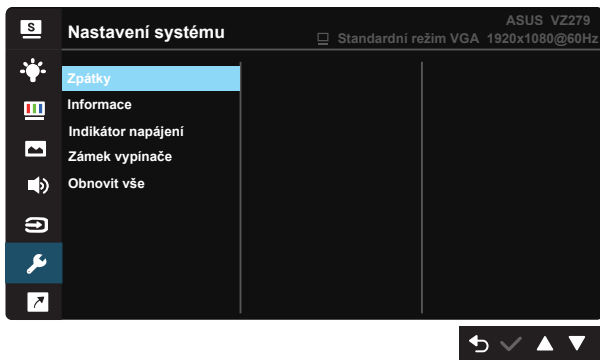 S
Nastavení systému
ASUS VZ279
Standardní režim VGA 1920x1080@60Hz
Zpátky
Informace
Indikátor napájení
Zámek vypínače
Obnovit vše